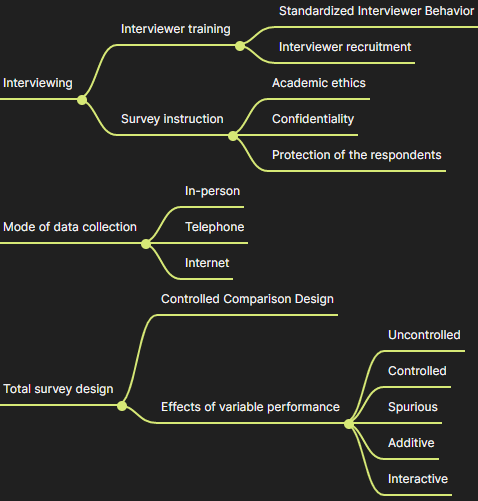 Interviewing
Interviewer training
Standardized Interviewer Behavior
Interviewer recruitment
Survey instruction
Academic ethics
Confidentiality
Protection of the respondents
Mode of data collection
In-person
Telephone
Internet
Total survey design
Controlled Comparison Design
Effects of variable performance
Uncontrolled
Controlled
Spurious
Additive
Interactive